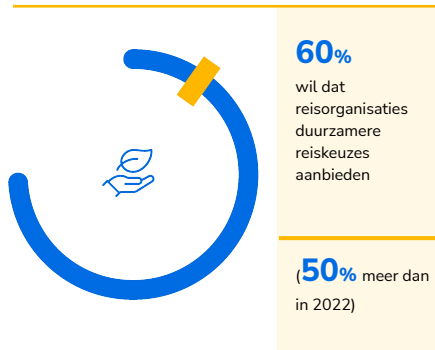 60%
wil dat
reisorganisaties
duurzamere
reiskeuzes
aanbieden
(50% meer dan
in 2022)